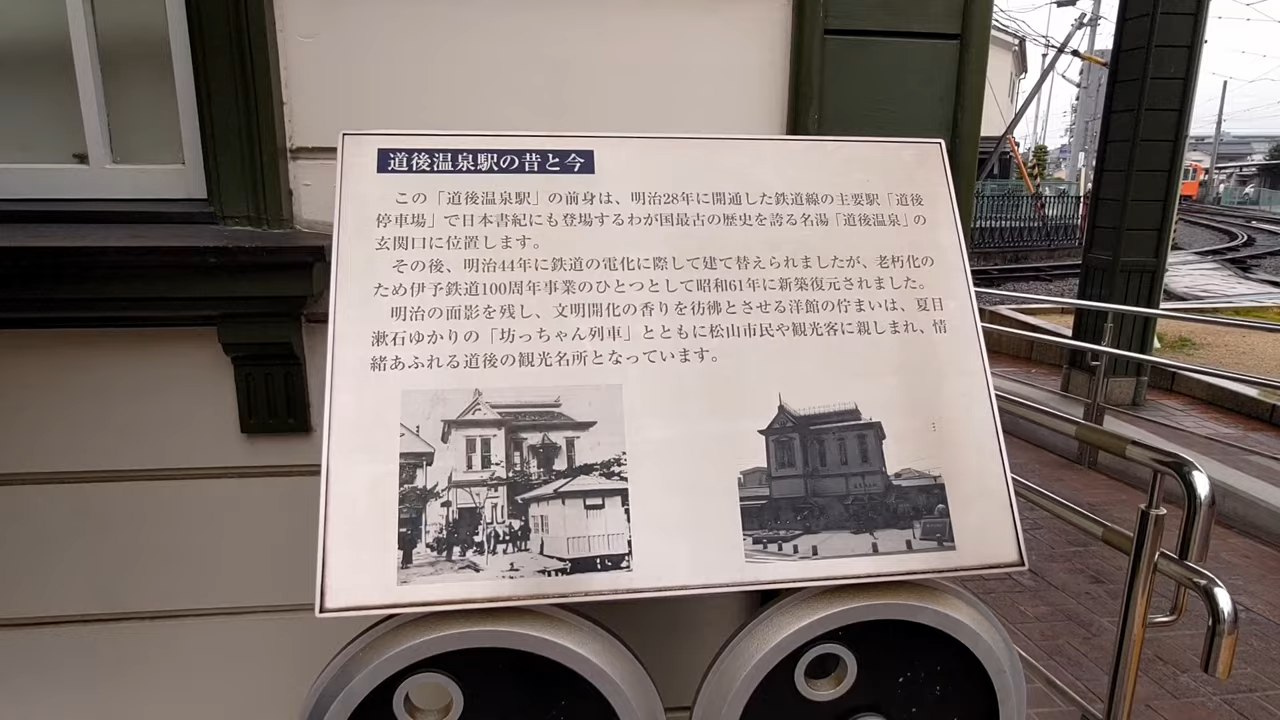 道後温泉駅の昔と今
この「道後温泉駅」の前身は、明治28年に開通した鉄道線の主要駅「道後
停車場」で日本書紀にも登場するわが国最古の歴史を誇る名湯「道後温泉」の
玄関口に位置します。
その後、明治44年に鉄道の電化に際して建て替えられましたが、老朽化の
ため伊予鉄道100周年事業のひとつとして昭和61年に新築復元されました。
明治の面影を残し、文明開化の香りを彷彿とさせる洋館の佇まいは、夏目
漱石ゆかりの「坊っちゃん列車」とともに松山市民や観光客に親しまれ、情
緒あふれる道後の観光名所となっています。